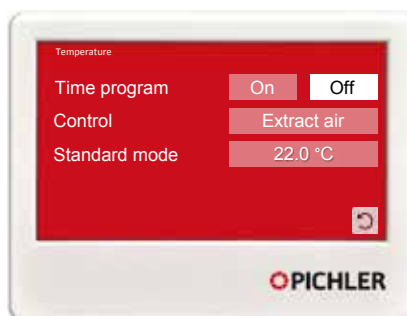 Temperature
Time program On Off
Control Extract air
Standard mode 22.0 °C
PICHLER